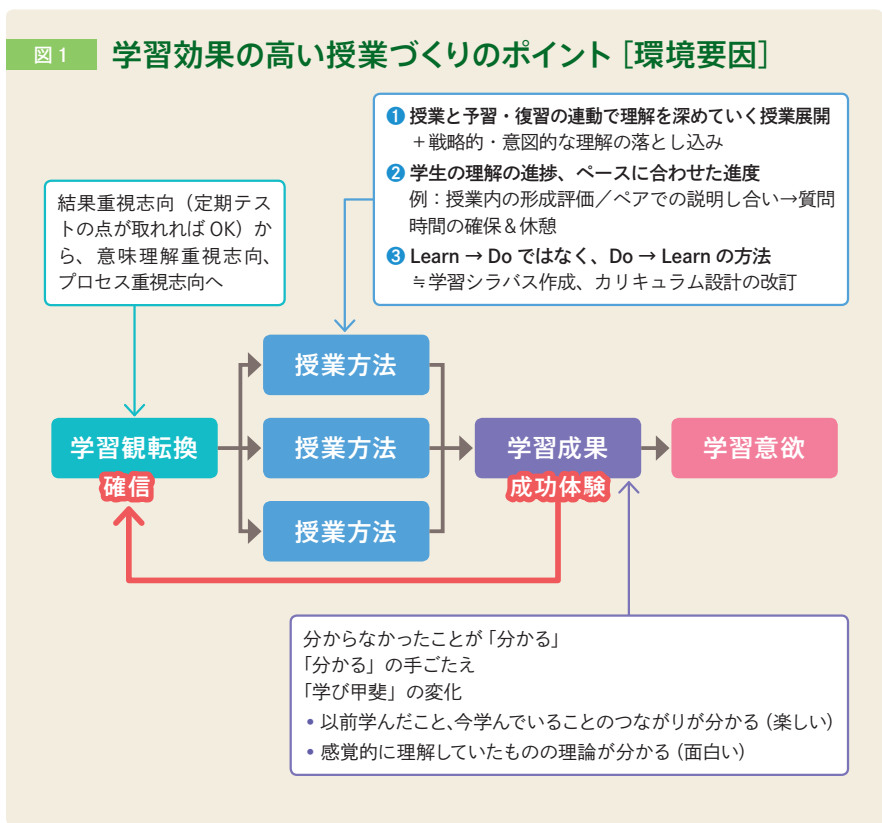 図1 学習効果の高い授業づくりのポイント［環境要因］
❶ 授業と予習・復習の連動で理解を深めていく授業展開
＋戦略的・意図的な理解の落とし込み
❷ 学生の理解の進捗、ペースに合わせた進度
例：授業内の形成評価／ペアでの説明し合い→質問
時間の確保＆休憩
❸ Learn → Do ではなく、Do → Learn の方法
≒学習シラバス作成、カリキュラム設計の改訂
結果重視志向（定期テス
トの点が取れれば OK）か
ら、意味理解重視志向、
プロセス重視志向へ
授業方法
学習観転換
授業方法
学習成果
学習意欲
確信
成功体験
授業方法
分からなかったことが「分かる」
「分かる」の手ごたえ
「学び甲斐」の変化
• 以前学んだこと、今学んでいることのつながりが分かる（楽しい）
• 感覚的に理解していたものの理論が分かる（面白い）